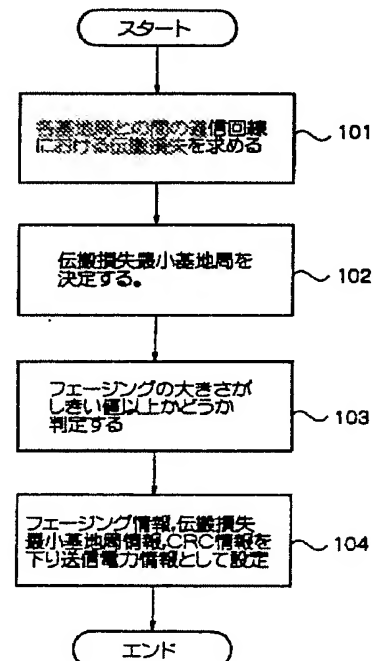 スタート
各基地局との間の通信回線
における伝搬損失を求める
101
伝搬損失最小基地局を
決定する。
102
フェージングの大きさが
しきい値以上かどうか
判定する
103
フェージング情報,伝搬損失
最小基地局情報,CRC情報を
下り送信電力情報として設定
104
エンド